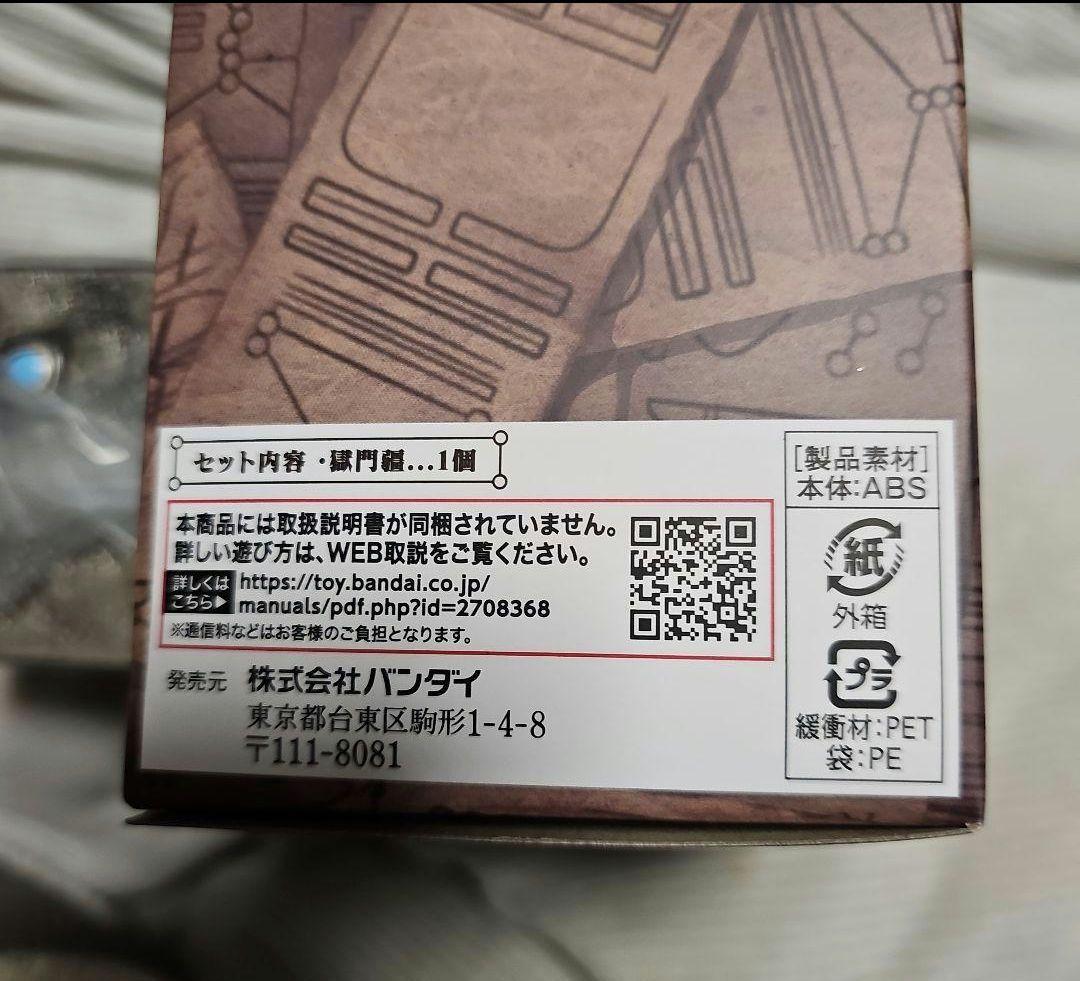 セット内容・獄門疆...1個
本商品には取扱説明書が同梱されていません。
詳しい遊び方は、WEB取説をご覧ください。
詳しくは
こちら▶
https://toy.bandai.co.jp/
manuals/pdf.php?id=2708368
※通信料などはお客様のご負担となります。
発売元 株式会社バンダイ
東京都台東区駒形1-4-8
〒111-8081
[製品素材]
本体:ABS
紙
外箱
プラ
緩衝材:PET
袋:PE